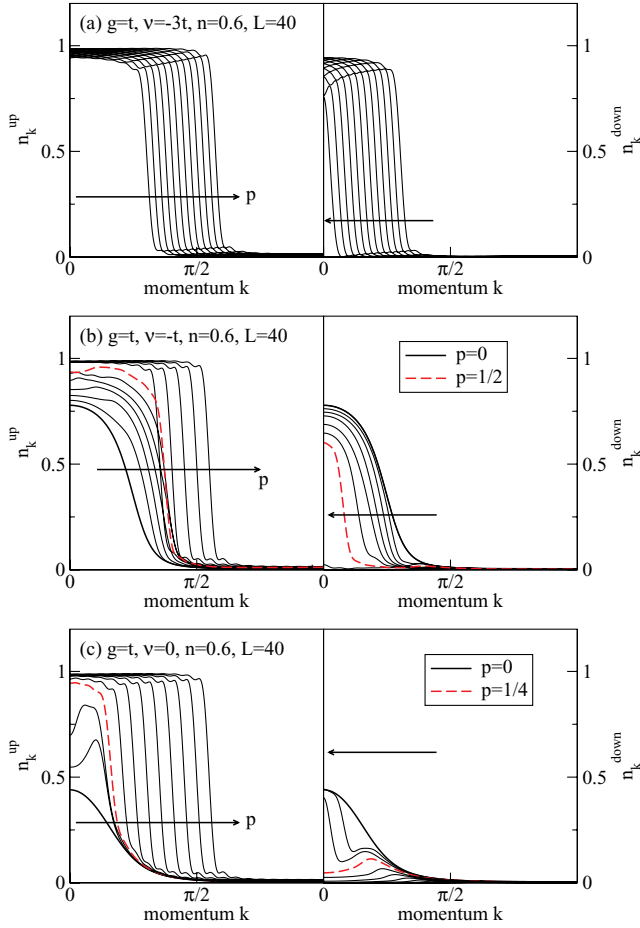 (a) g=t, ν=-3t, n=0.6, L=40
1
0.5
0
n_k^up
p
0
π/2
momentum k
0
π/2
momentum k
1
0.5
0
n_k^down
(b) g=t, ν=-t, n=0.6, L=40
1
0.5
0
n_k^up
p
0
π/2
momentum k
p=0
p=1/2
0
π/2
momentum k
1
0.5
0
n_k^down
(c) g=t, ν=0, n=0.6, L=40
1
0.5
0
n_k^up
p
0
π/2
momentum k
p=0
p=1/4
0
π/2
momentum k
1
0.5
0
n_k^down